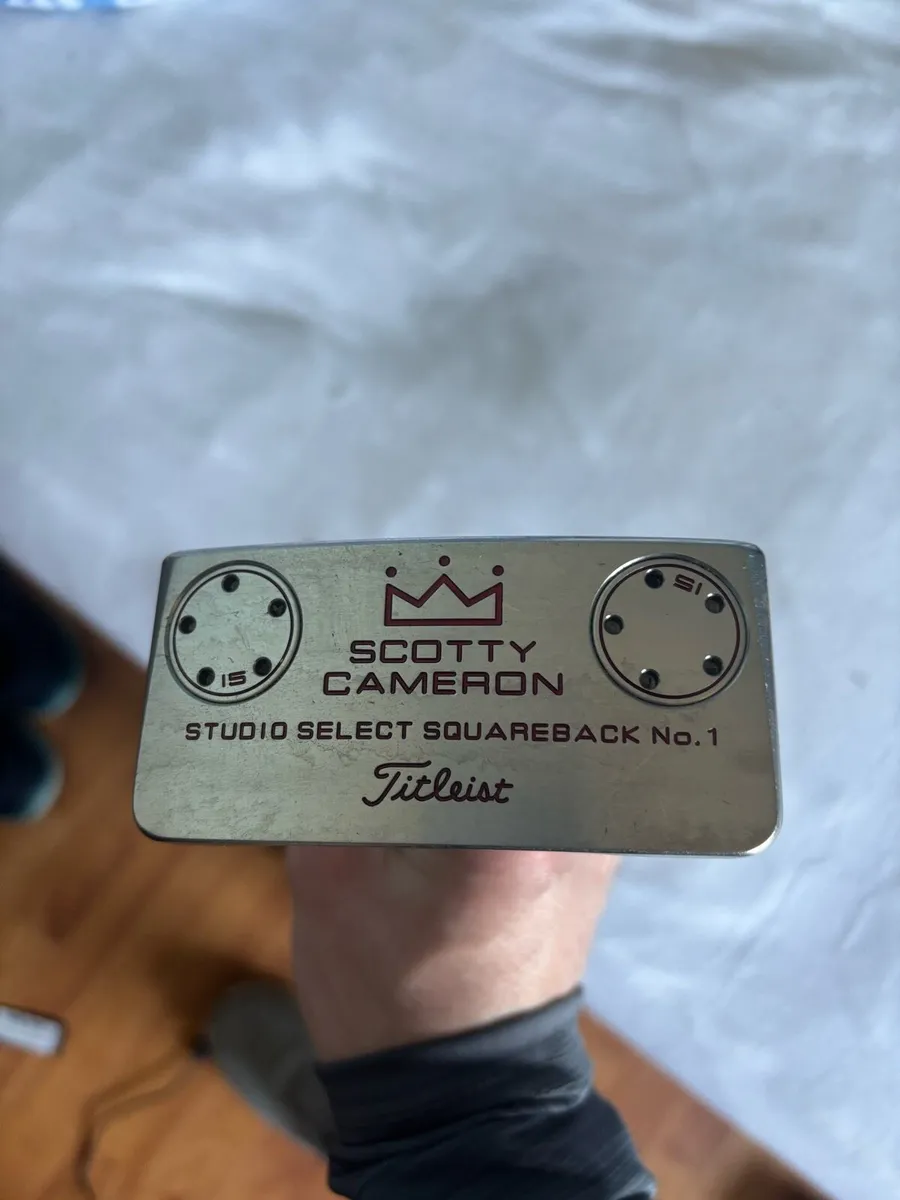 SCOTTY
CAMERON
15
15
STUDIO SELECT SQUAREBACK No.1
Titleist